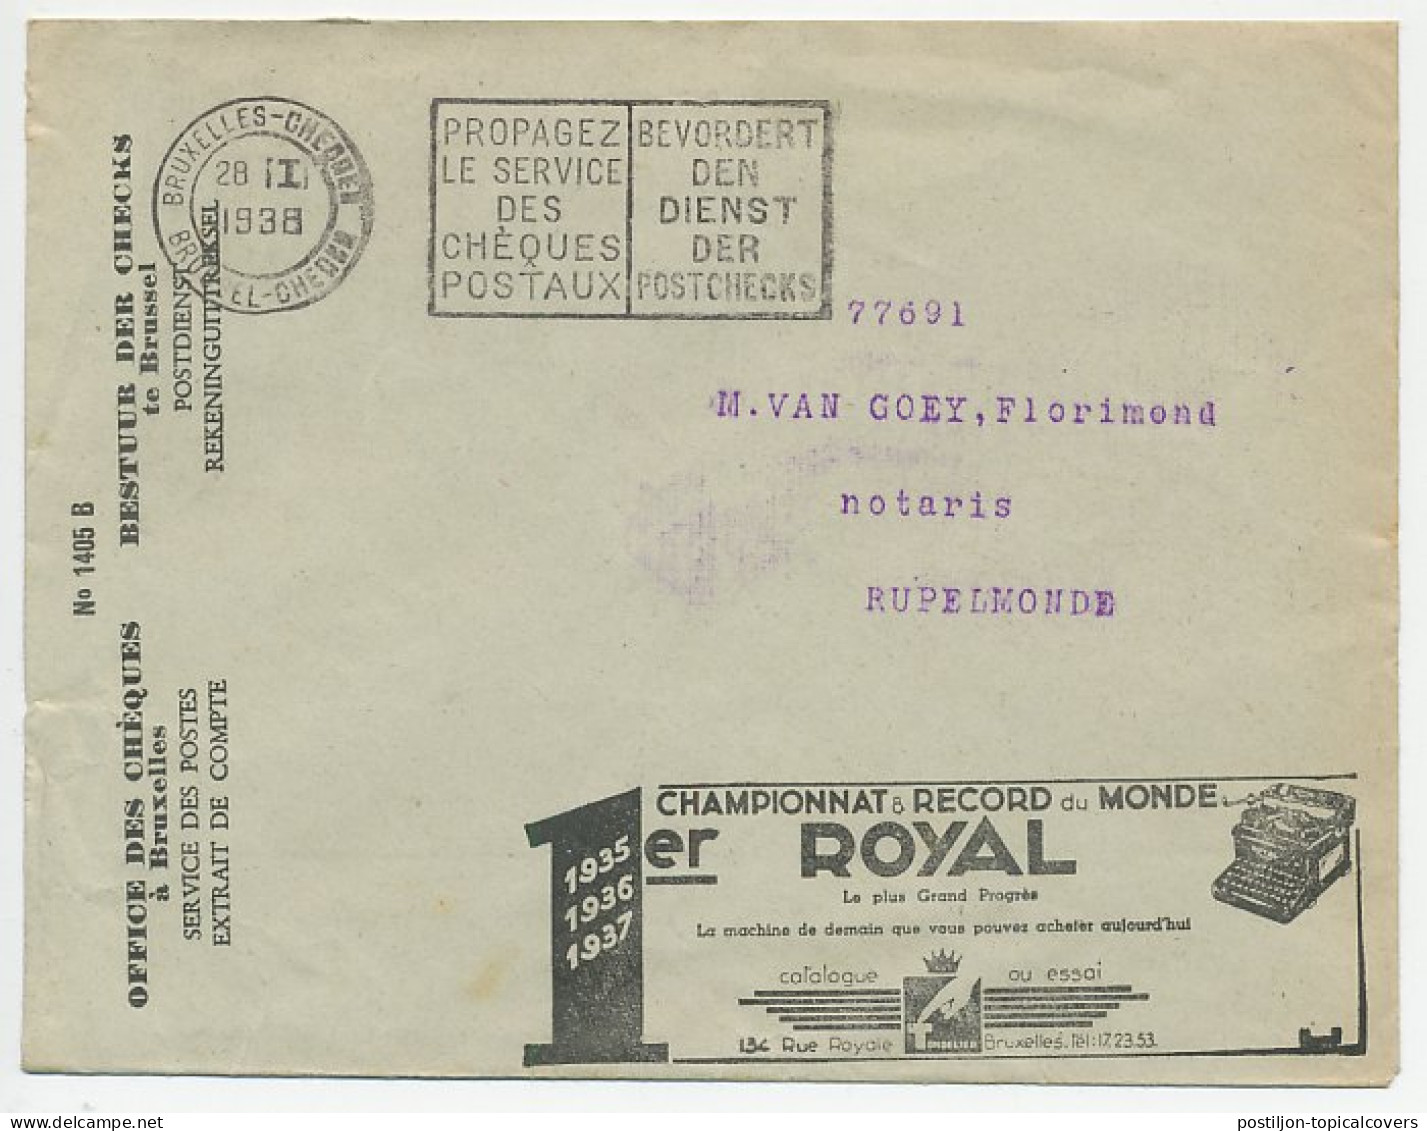 BRUXELLES-CHEQUES
28 I
1938
BRUSSEL-CHECKS
PROPAGEZ
LE SERVICE
DES
CHÈQUES
POSTAUX
BEVORDERT
DEN
DIENST
DER
POSTCHECKS
No 1405 B
BESTUUR DER CHECKS
te Brussel
POSTDIENST
REKENINGUITTREKSEL
OFFICE DES CHÈQUES
à Bruxelles
SERVICE DES POSTES
EXTRAIT DE COMPTE
77691
M.VAN GOEY,Florimond
notaris
RUPELMONDE
1er
1935
1936
1937
CHAMPIONNAT & RECORD du MONDE
ROYAL
Le plus Grand Progrès
La machine de demain que vous pouvez acheter aujourd'hui
catalogue ou essai
134 Rue Royale Bruxelles. Tél: 17.23.53.
postiljon-topicalcovers